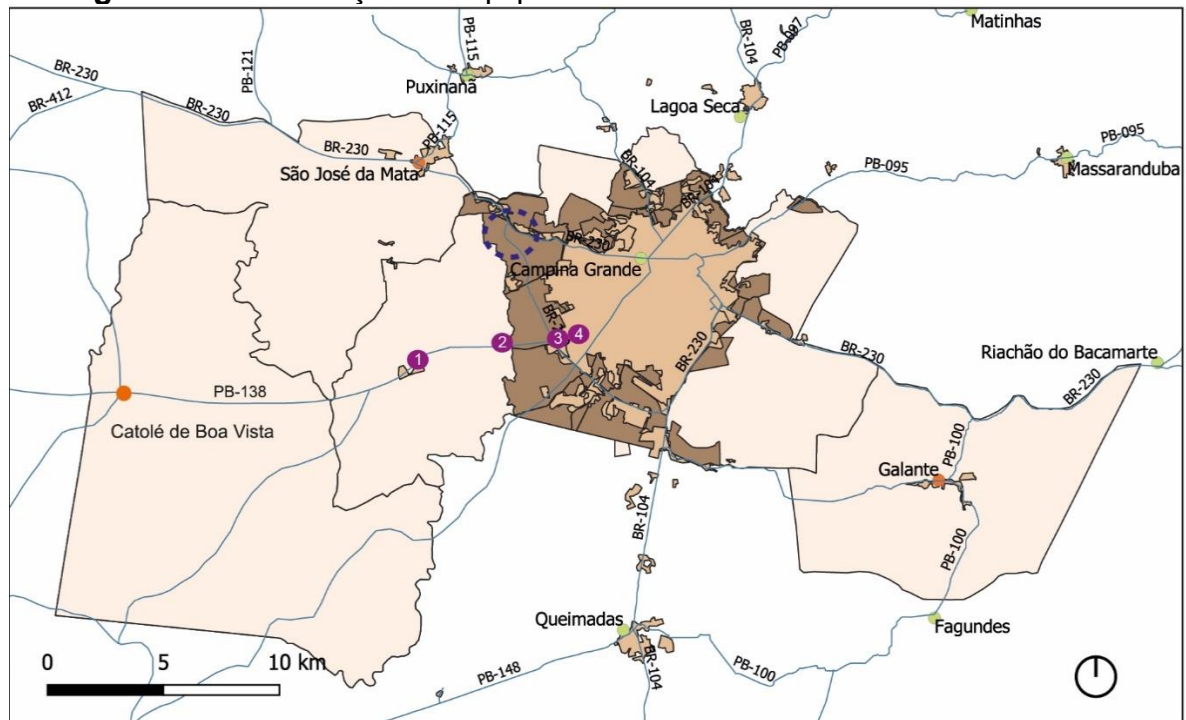 BR-104
PB-097
Matinhas
PB-115
PB-121
BR-230
BR-412
Puxinanã
Lagoa Seca
BR-230
PB-115
BR-230
São José da Mata
PB-095
PB-095
Massaranduba
BR-104
BR-104
BR-230
Campina Grande
BR-230
BR-230
Riachão do Bacamarte
BR-230
1
2
3
4
PB-138
Catolé de Boa Vista
PB-100
Galante
BR-104
PB-100
Queimadas
Fagundes
BR-104
PB-148
PB-100
0 5 10 km